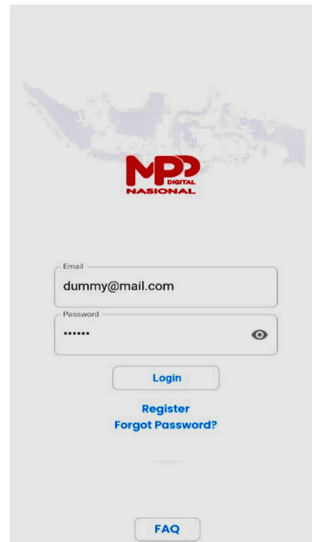 MPP
DIGITAL
NASIONAL
Email
dummy@mail.com
Password
••••••
Login
Register
Forgot Password?
FAQ